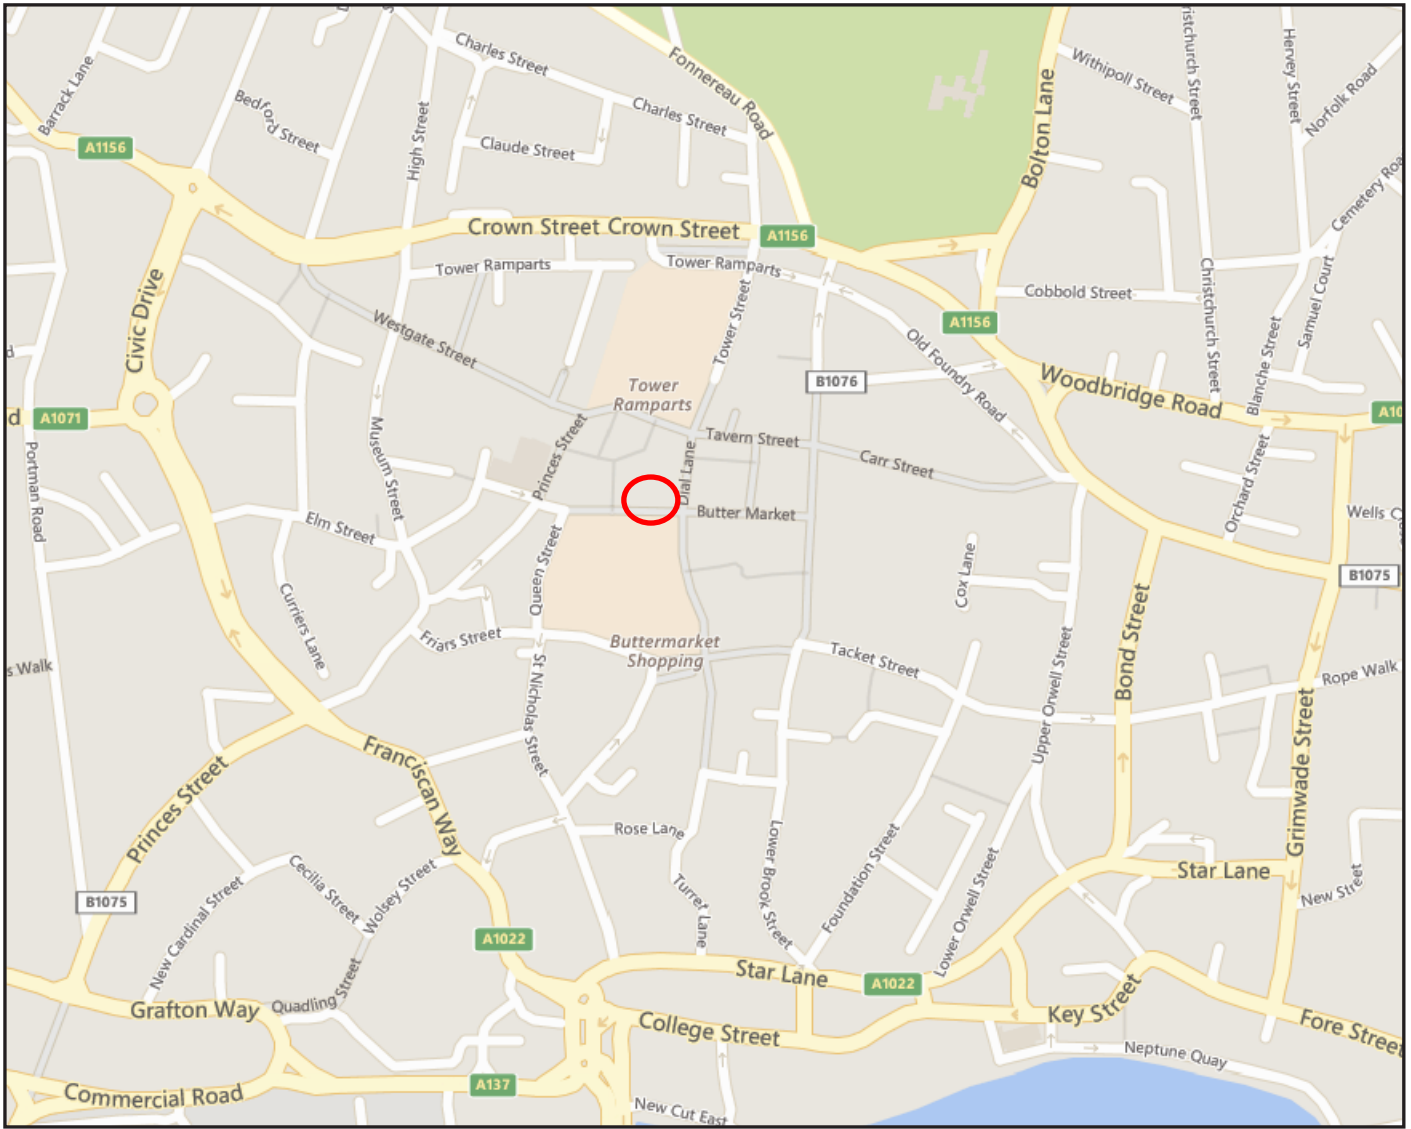 Charles Street
Fonnereau Road
Withipoll Street
Christchurch Street
Hervey Street
Norfolk Road
Barrack Lane
Bedford Street
High Street
Charles Street
Claude Street
Bolton Lane
A1156
Cemetery Roa
Crown Street Crown Street
A1156
Tower Ramparts
Tower Ramparts
Civic Drive
Cobbold Street
Christchurch Street
Samuel Court
Westgate Street
Tower Street
A1156
Old Foundry Road
Blanche Street
B1076
Woodbridge Road
Tower
Ramparts
d
d
A1071
A10
Museum Street
Princes Street
Tavern Street
Carr Street
Portman Road
Dial Lane
Orchard Street
Elm Street
Butter Market
Wells C
Queen Street
Cox Lane
B1075
Curriers Lane
Friars Street
Bond Street
Buttermarket
Shopping
s Walk
Tacket Street
Upper Orwell Street
Rope Walk
St Nicholas Street
Grimwade Street
Franciscan Way
Princes Street
Rose Lane
Lower Brook Street
Foundation Street
Lower Orwell Street
Star Lane
New Street
B1075
New Cardinal Street
Cecilia Street
Wolsey Street
Turret Lane
A1022
Star Lane
A1022
Grafton Way
Quadling Street
College Street
Key Street
Fore Street
Neptune Quay
Commercial Road
A137
New Cut East